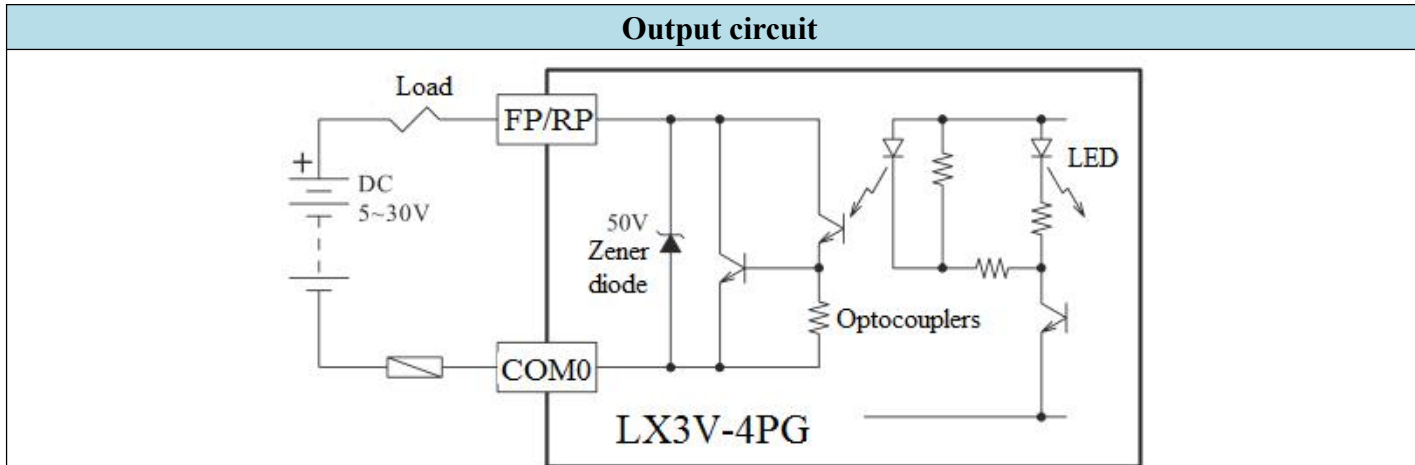 Output circuit
Load
FP/RP
+
DC
5~30V
LED
50V
Zener
diode
Optocouplers
COM0
LX3V-4PG